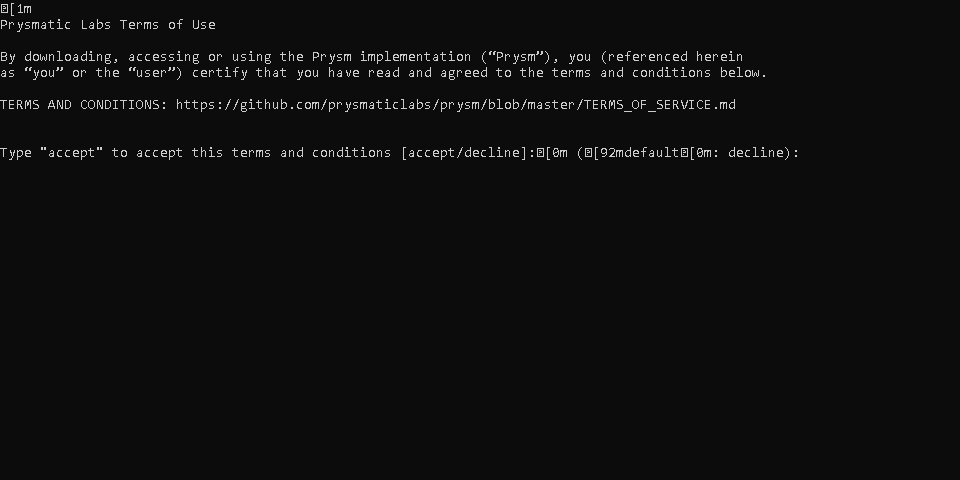 [1m
Prysmatic Labs Terms of Use
By downloading, accessing or using the Prysm implementation (“Prysm”), you (referenced herein
as “you” or the “user”) certify that you have read and agreed to the terms and conditions below.
TERMS AND CONDITIONS: https://github.com/prysmaticlabs/prysm/blob/master/TERMS_OF_SERVICE.md
Type "accept" to accept this terms and conditions [accept/decline]:[0m ([92mdefault[0m: decline):